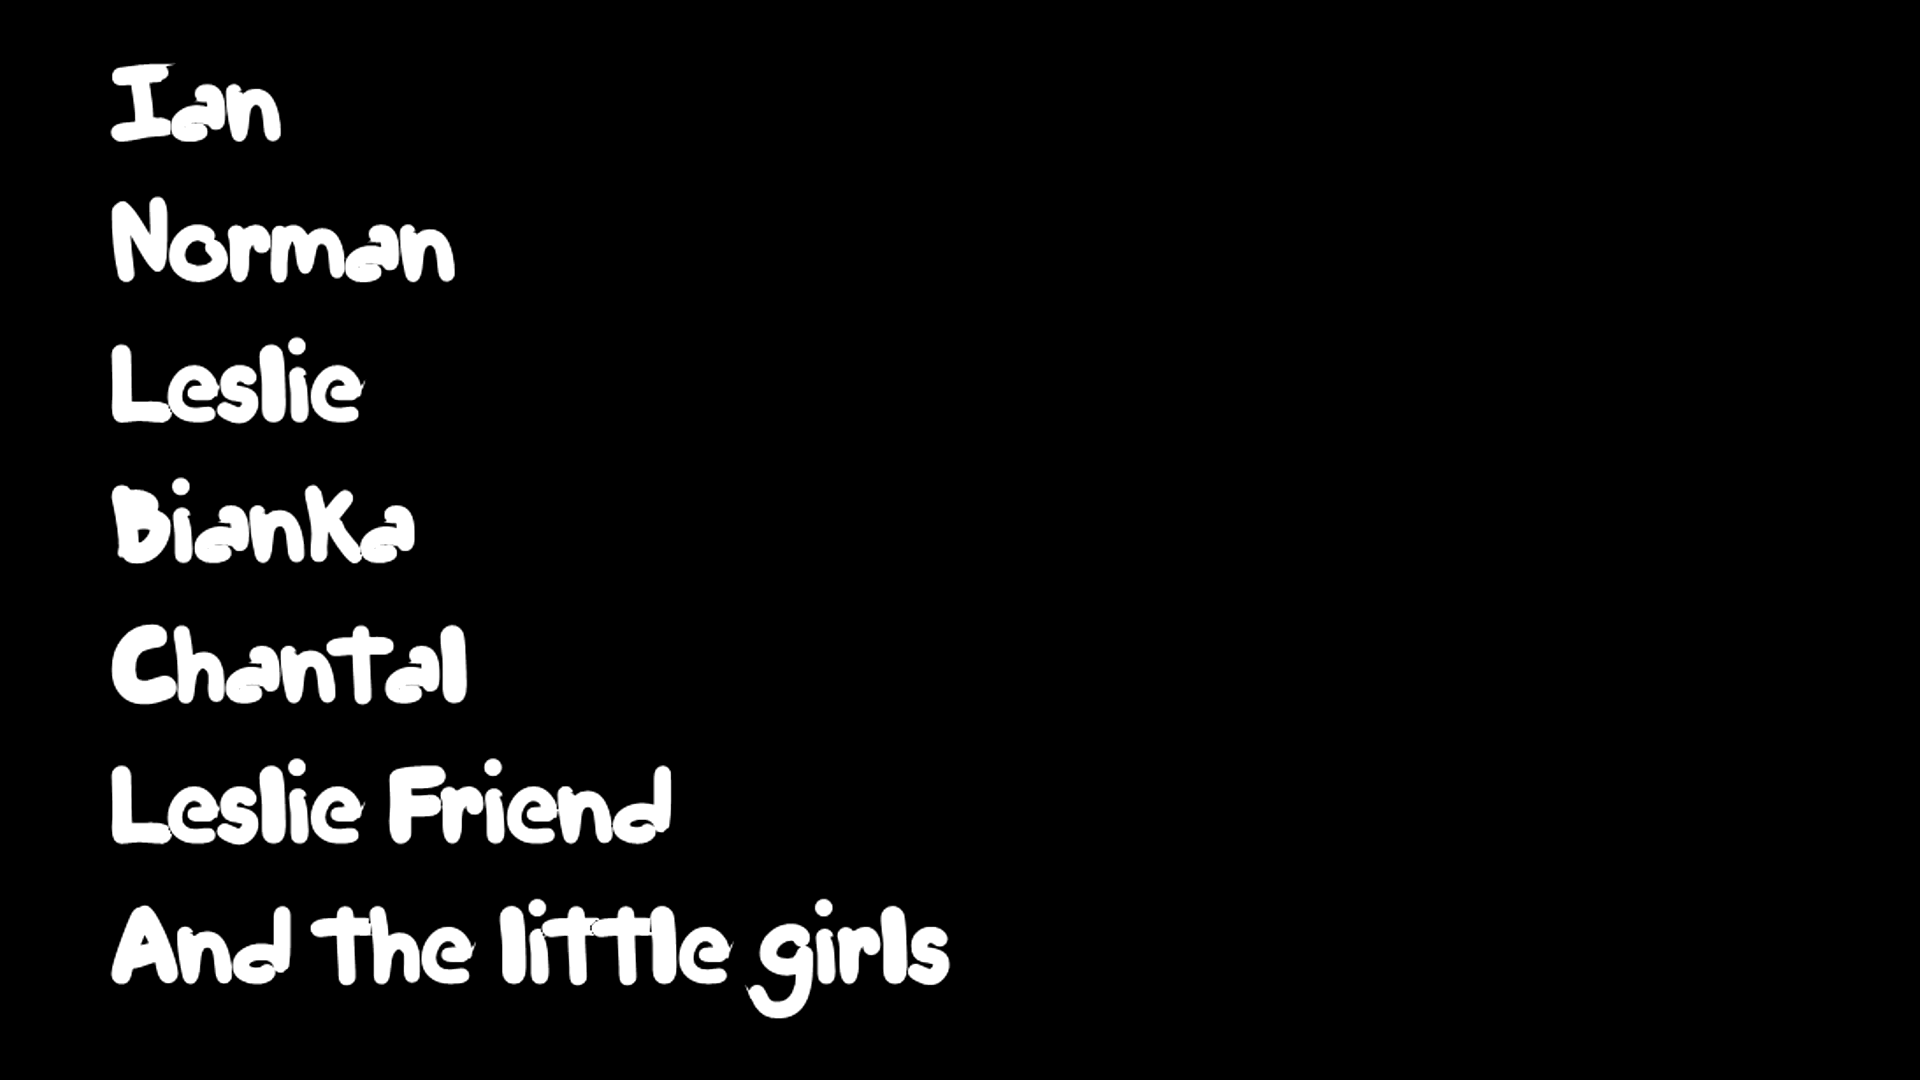 Ian
Norman
Leslie
Bianka
Chantal
Leslie Friend
And the little girls